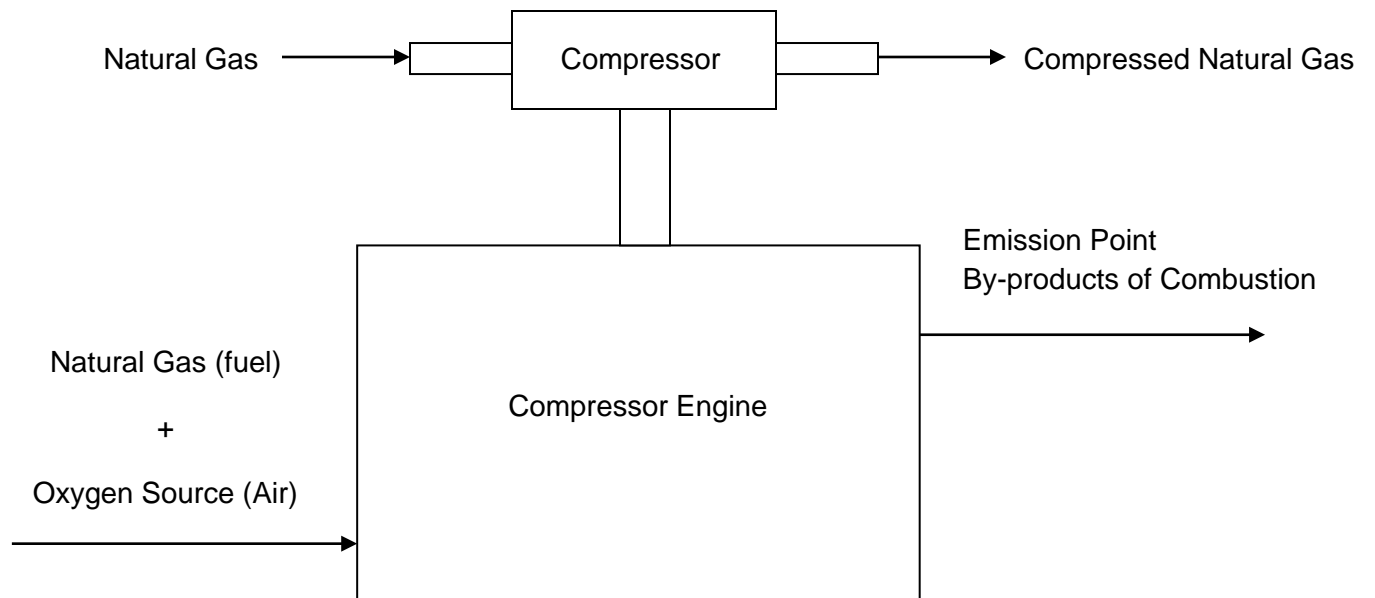 Natural Gas
Compressor
Compressed Natural Gas
Emission Point
By-products of Combustion
Natural Gas (fuel)
+
Oxygen Source (Air)
Compressor Engine